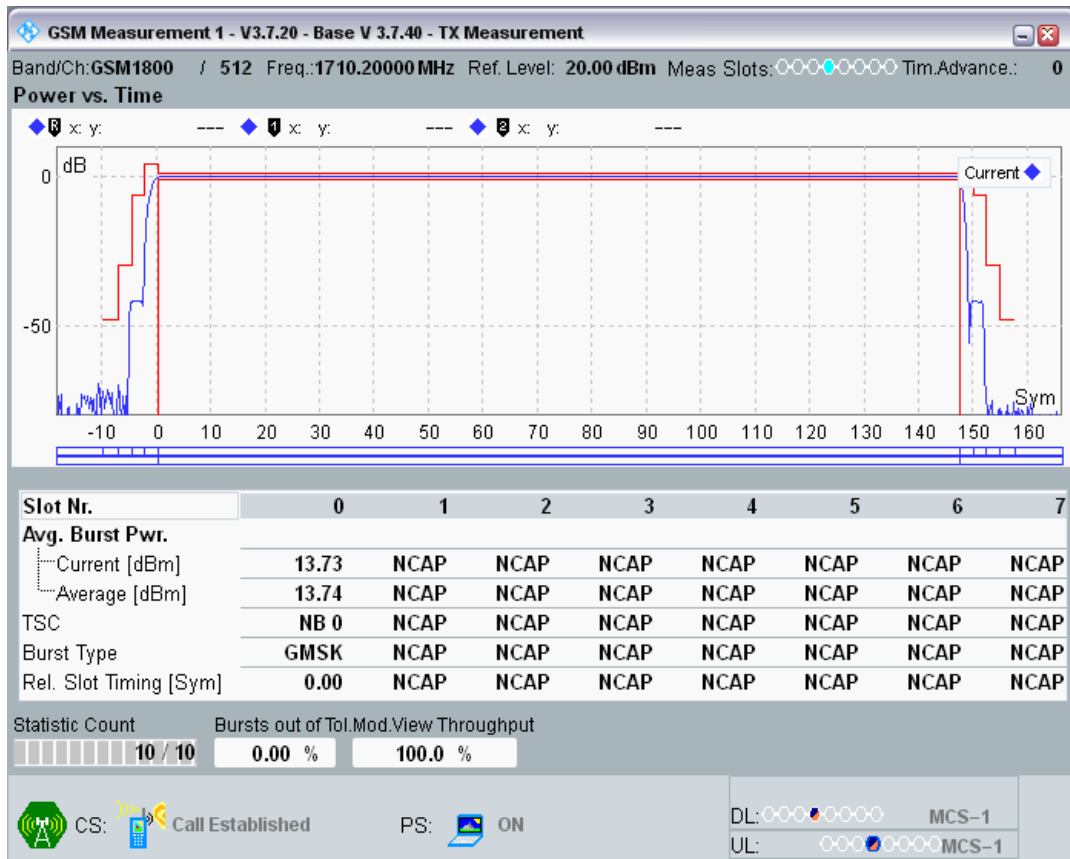 GSM Measurement 1 - V3.7.20 - Base V 3.7.40 - TX Measurement
Band/Ch:GSM1800 / 512 Freq.:1710.20000 MHz Ref. Level: 20.00 dBm Meas Slots: Tim.Advance.: 0
Power vs. Time
R x: y: --- 1 x: y: --- 2 x: y: ---
dB
0
Current
-50
Sym
-10 0 10 20 30 40 50 60 70 80 90 100 110 120 130 140 150 160
Slot Nr. 0 1 2 3 4 5 6 7
Avg. Burst Pwr.
Current [dBm] 13.73 NCAP NCAP NCAP NCAP NCAP NCAP NCAP
Average [dBm] 13.74 NCAP NCAP NCAP NCAP NCAP NCAP NCAP
TSC NB 0 NCAP NCAP NCAP NCAP NCAP NCAP NCAP
Burst Type GMSK NCAP NCAP NCAP NCAP NCAP NCAP NCAP
Rel. Slot Timing [Sym] 0.00 NCAP NCAP NCAP NCAP NCAP NCAP NCAP
Statistic Count Bursts out of Tol.Mod.View Throughput
10 / 10 0.00 % 100.0 %
CS: Call Established PS: ON
DL: MCS-1
UL: MCS-1